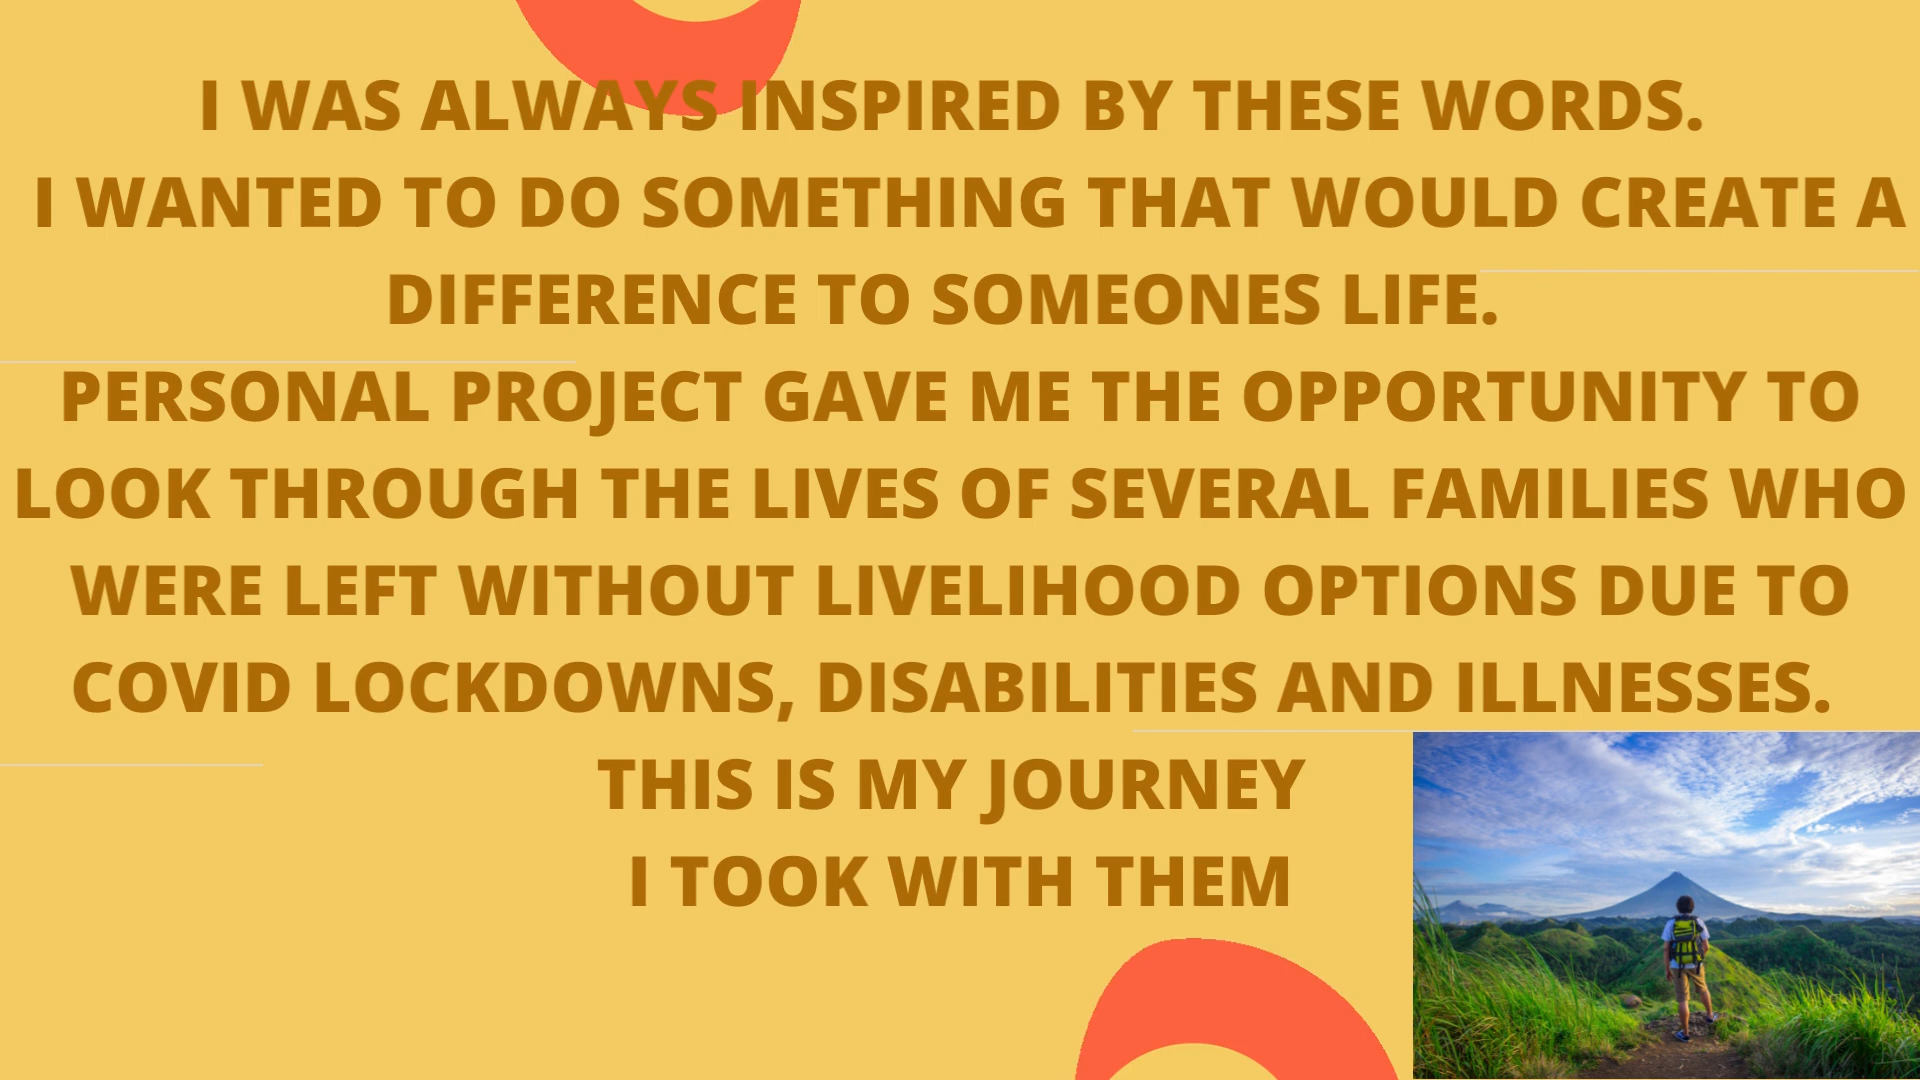 I WAS ALWAYS INSPIRED BY THESE WORDS.
I WANTED TO DO SOMETHING THAT WOULD CREATE A
DIFFERENCE TO SOMEONES LIFE.
PERSONAL PROJECT GAVE ME THE OPPORTUNITY TO
LOOK THROUGH THE LIVES OF SEVERAL FAMILIES WHO
WERE LEFT WITHOUT LIVELIHOOD OPTIONS DUE TO
COVID LOCKDOWNS, DISABILITIES AND ILLNESSES.
THIS IS MY JOURNEY
I TOOK WITH THEM